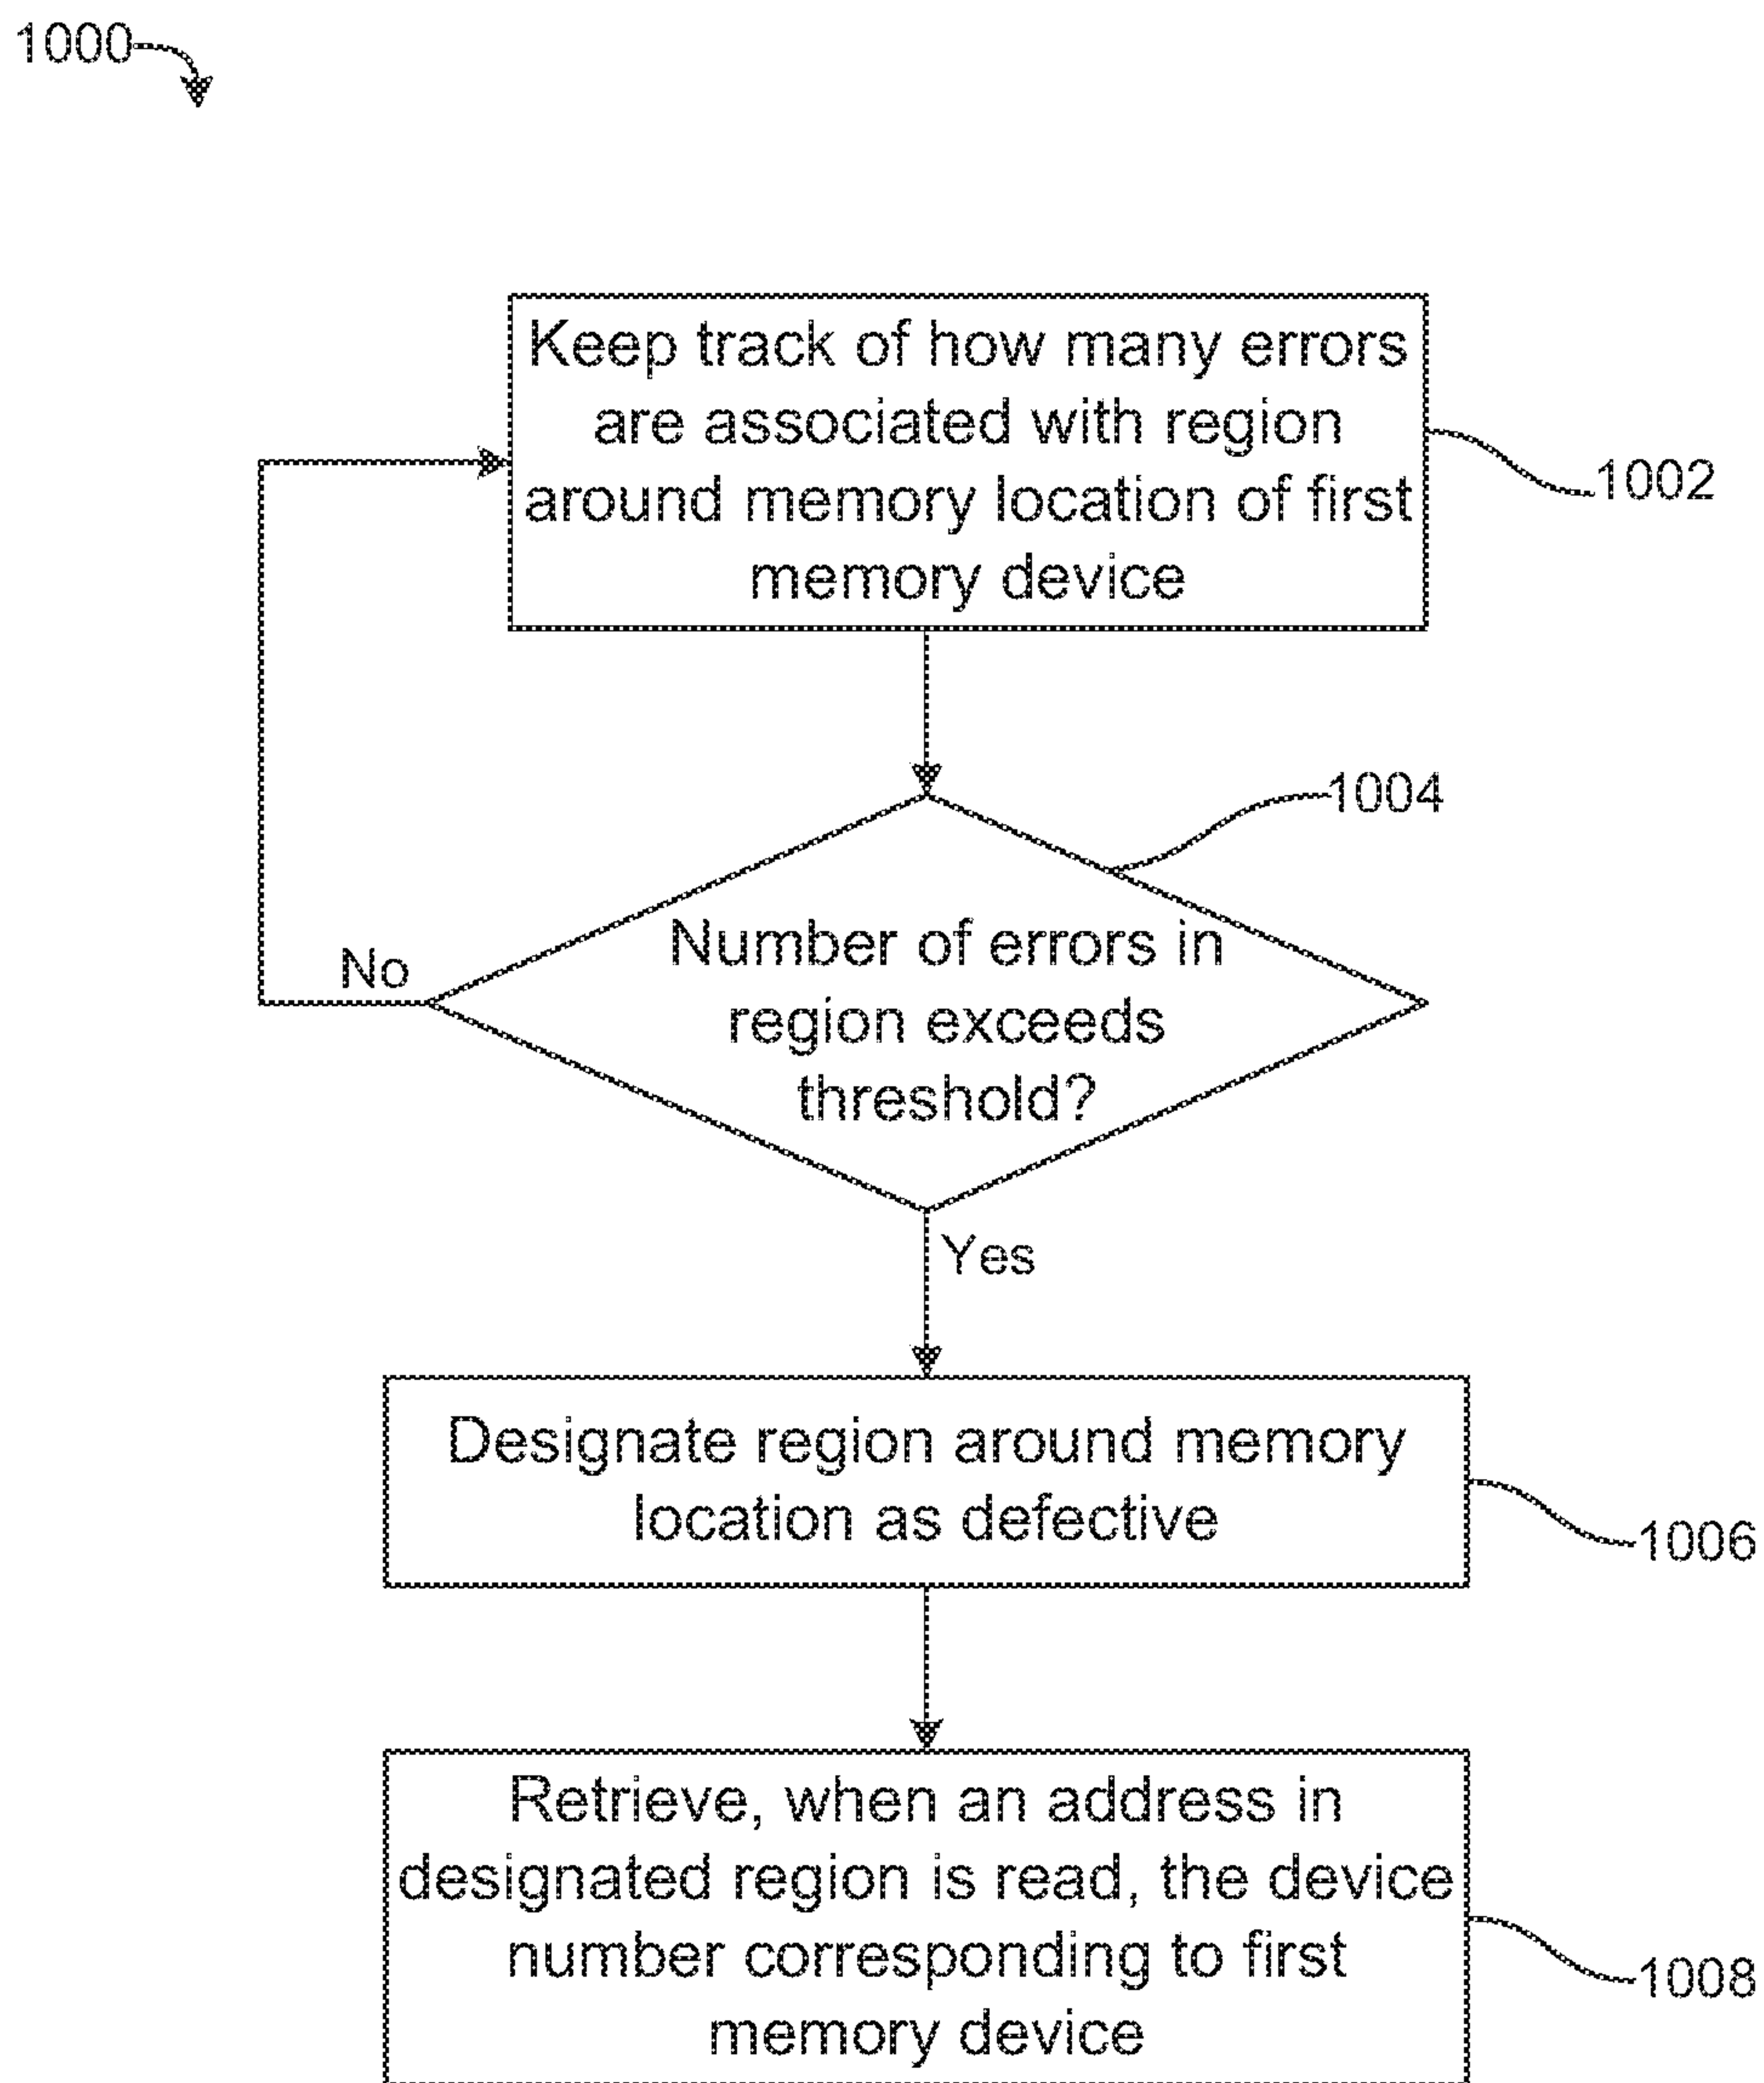 1000
Keep track of how many errors
are associated with region
around memory location of first
memory device
1002
1004
Number of errors in
region exceeds
threshold?
No
Yes
Designate region around memory
location as defective
1006
Retrieve, when an address in
designated region is read, the device
number corresponding to first
memory device
1008